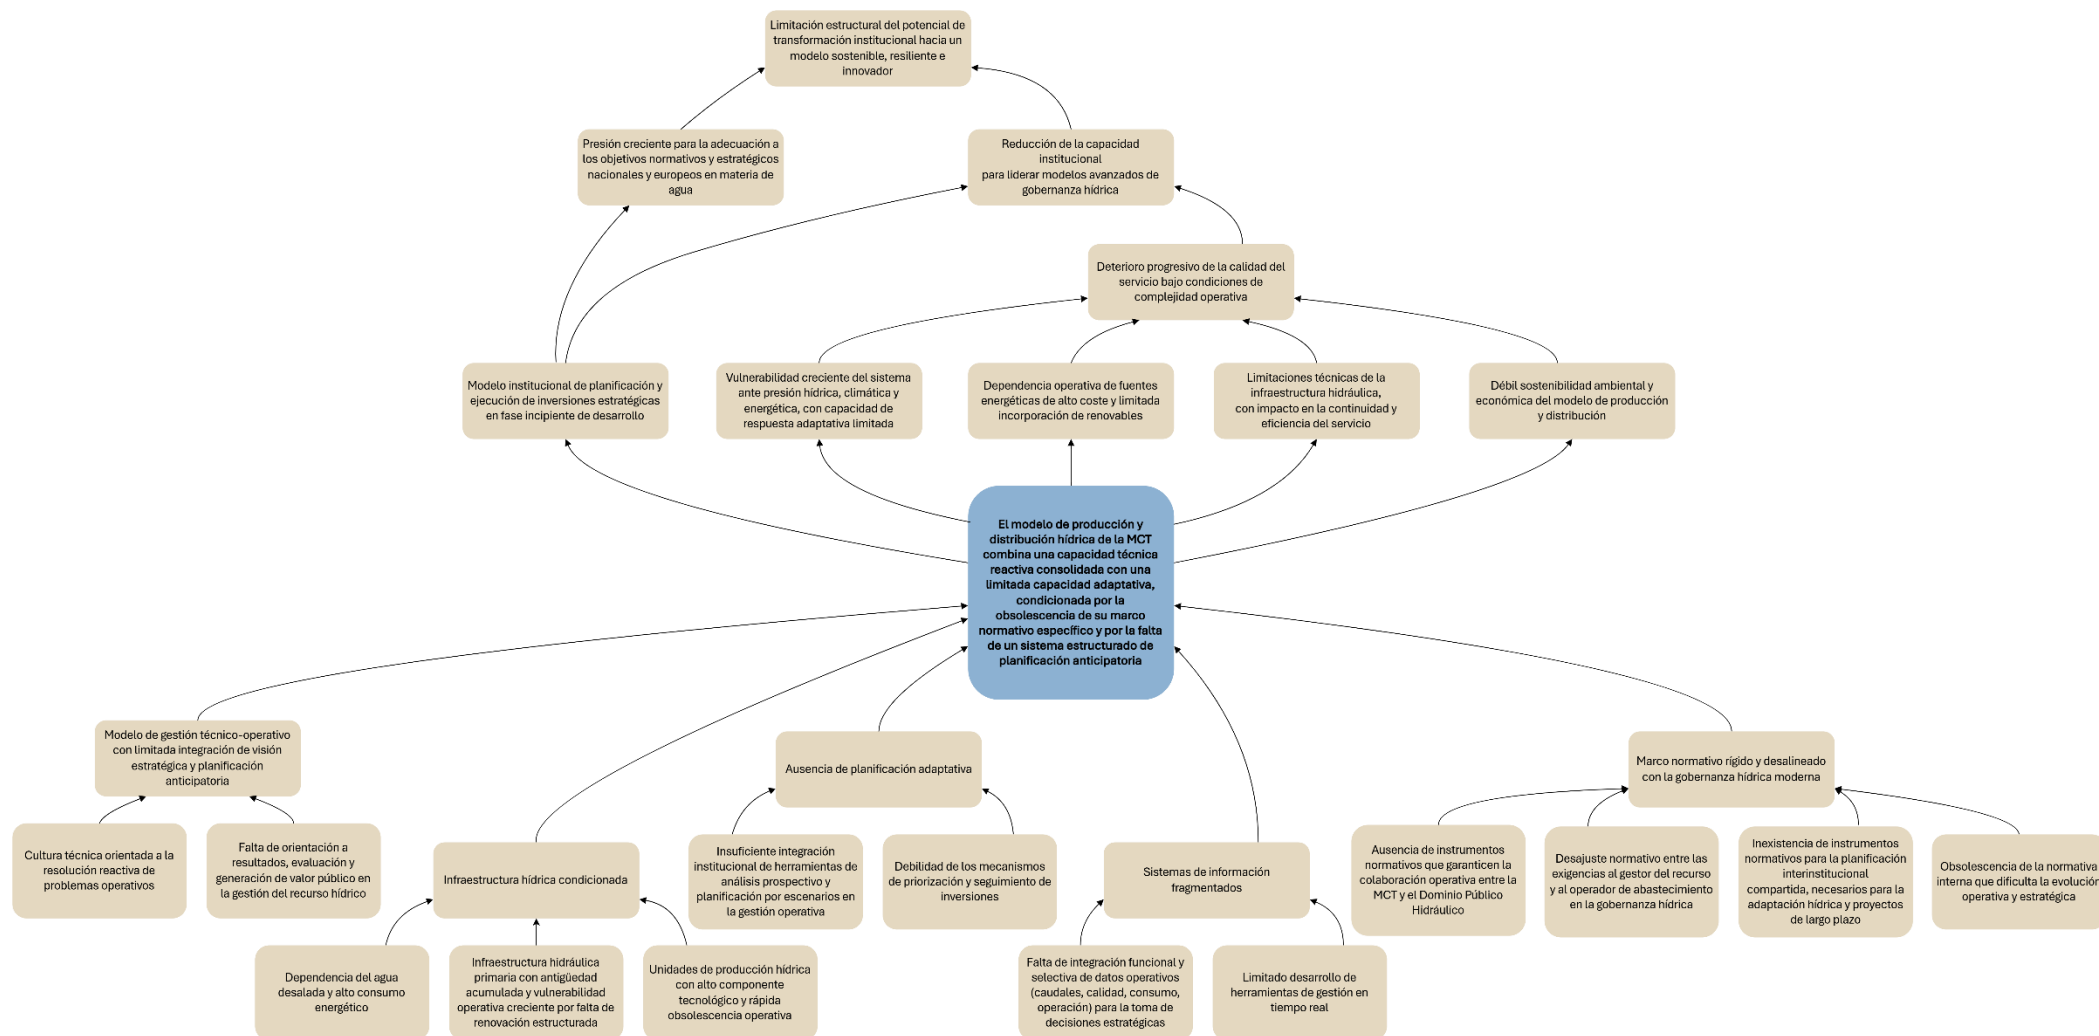 Limitación estructural del potencial de
transformación institucional hacia un
modelo sostenible, resiliente e
innovador
Presión creciente para la adecuación a
los objetivos normativos y estratégicos
nacionales y europeos en materia de
agua
Reducción de la capacidad
institucional
para liderar modelos avanzados de
gobernanza hídrica
Deterioro progresivo de la calidad del
servicio bajo condiciones de
complejidad operativa
Modelo institucional de planificación y
ejecución de inversiones estratégicas
en fase incipiente de desarrollo
Vulnerabilidad creciente del sistema
ante presión hídrica, climática y
energética, con capacidad de
respuesta adaptativa limitada
Dependencia operativa de fuentes
energéticas de alto coste y limitada
incorporación de renovables
Limitaciones técnicas de la
infraestructura hidráulica,
con impacto en la continuidad y
eficiencia del servicio
Débil sostenibilidad ambiental y
económica del modelo de producción
y distribución
El modelo de producción y
distribución hídrica de la MCT
combina una capacidad técnica
reactiva consolidada con una
limitada capacidad adaptativa,
condicionada por la
obsolescencia de su marco
normativo específico y por la falta
de un sistema estructurado de
planificación anticipatoria
Modelo de gestión técnico-operativo
con limitada integración de visión
estratégica y planificación
anticipatoria
Ausencia de planificación adaptativa
Marco normativo rígido y desalineado
con la gobernanza hídrica moderna
Cultura técnica orientada a la
resolución reactiva de
problemas operativos
Falta de orientación a
resultados, evaluación y
generación de valor público en
la gestión del recurso hídrico
Infraestructura hídrica condicionada
Insuficiente integración
institucional de herramientas de
análisis prospectivo y
planificación por escenarios en
la gestión operativa
Debilidad de los mecanismos
de priorización y seguimiento de
inversiones
Sistemas de información
fragmentados
Ausencia de instrumentos
normativos que garanticen la
colaboración operativa entre la
MCT y el Dominio Público
Hidráulico
Desajuste normativo entre las
exigencias al gestor del recurso
y al operador de abastecimiento
en la gobernanza hídrica
Inexistencia de instrumentos
normativos para la planificación
interinstitucional
compartida, necesarios para la
adaptación hídrica y proyectos
de largo plazo
Obsolescencia de la normativa
interna que dificulta la evolución
operativa y estratégica
Dependencia del agua
desalada y alto consumo
energético
Infraestructura hidráulica
primaria con antigüedad
acumulada y vulnerabilidad
operativa creciente por falta de
renovación estructurada
Unidades de producción hídrica
con alto componente
tecnológico y rápida
obsolescencia operativa
Falta de integración funcional y
selectiva de datos operativos
(caudales, calidad, consumo,
operación) para la toma de
decisiones estratégicas
Limitado desarrollo de
herramientas de gestión en
tiempo real